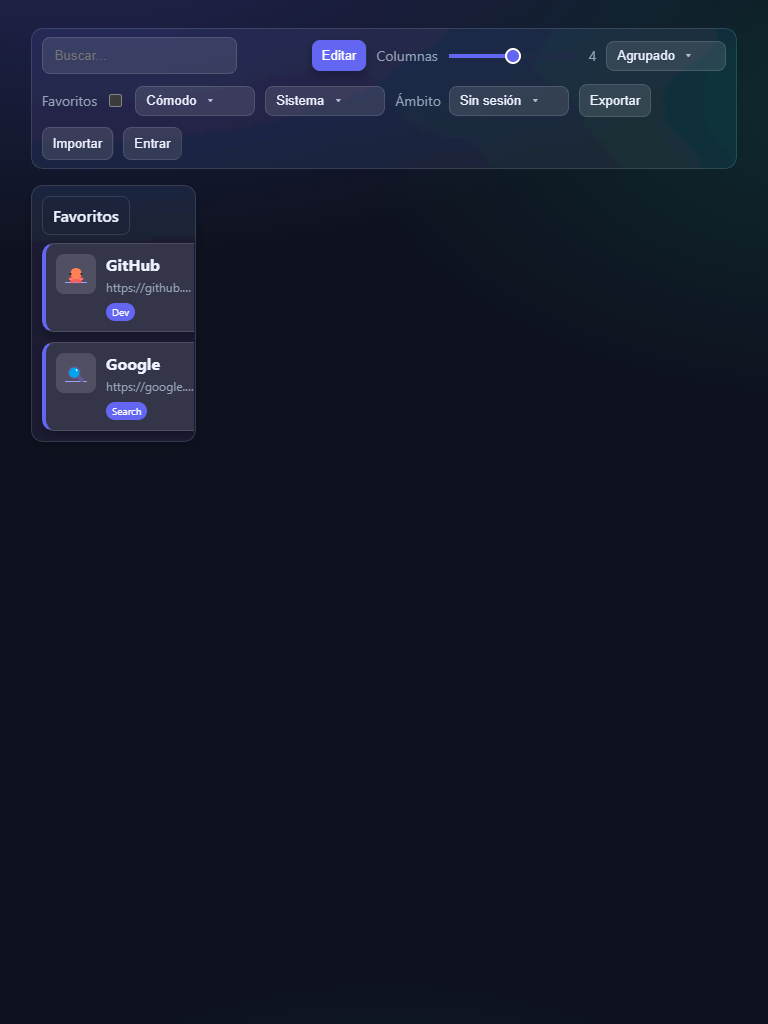 Buscar... Editar Columnas 4 Agrupado
Favoritos Cómodo Sistema Ámbito Sin sesión Exportar
Importar Entrar
Favoritos
GitHub
https://github....
Dev
Google
https://google....
Search